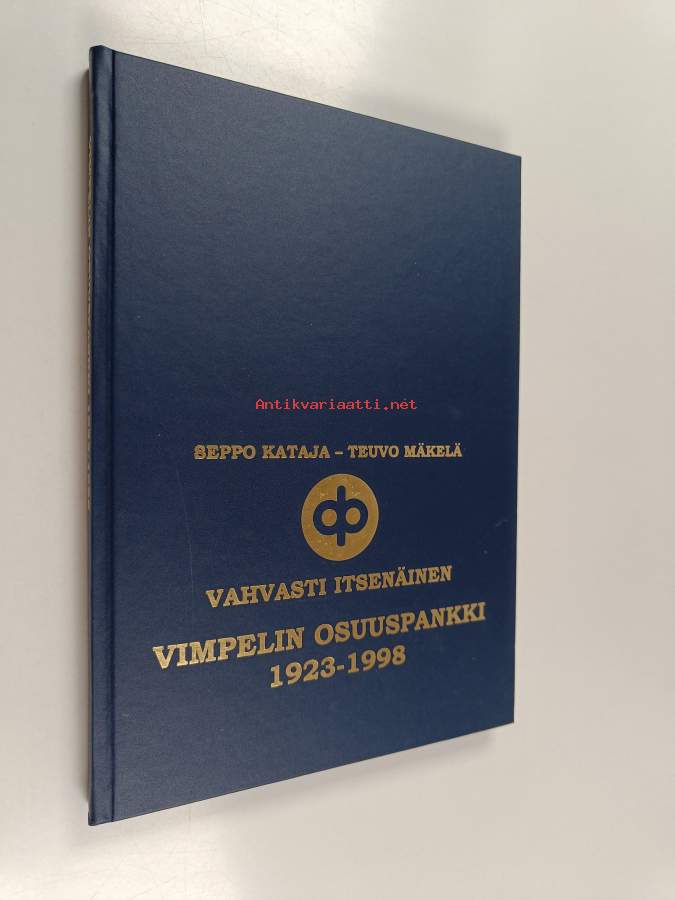 Antikvariaatti.net
SEPPO KATAJA – TEUVO MÄKELÄ
VAHVASTI ITSENÄINEN
VIMPELIN OSUUSPANKKI
1923-1998